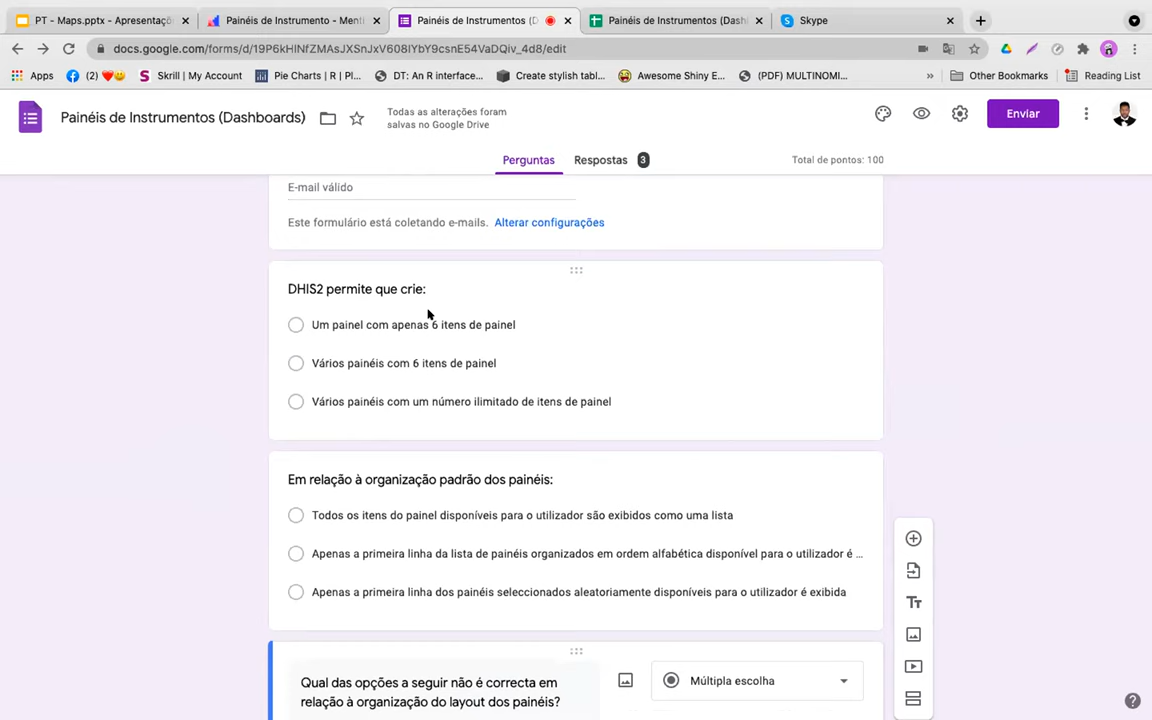 PT - Maps.pptx - Apresentaçõ
Painéis de Instrumento - Menti
Painéis de Instrumentos (D
Painéis de Instrumentos (Dash
Skype
docs.google.com/forms/d/19P6kHINfZMAsJXSnJxV608IYbY9csnE54VaDQiv_4d8/edit
Apps
(2)
Skrill | My Account
Pie Charts | R | Pl...
DT: An R interface...
Create stylish tabl...
Awesome Shiny E...
(PDF) MULTINOMI...
»
Other Bookmarks
Reading List
Painéis de Instrumentos (Dashboards)
Todas as alterações foram
salvas no Google Drive
Enviar
Perguntas
Respostas
3
Total de pontos: 100
E-mail válido
Este formulário está coletando e-mails. Alterar configurações
DHIS2 permite que crie:
Um painel com apenas 6 itens de painel
Vários painéis com 6 itens de painel
Vários painéis com um número ilimitado de itens de painel
Em relação à organização padrão dos painéis:
Todos os itens do painel disponíveis para o utilizador são exibidos como uma lista
Apenas a primeira linha da lista de painéis organizados em ordem alfabética disponível para o utilizador é ...
Apenas a primeira linha dos painéis seleccionados aleatoriamente disponíveis para o utilizador é exibida
Qual das opções a seguir não é correcta em
relação à organização do layout dos painéis?
Múltipla escolha